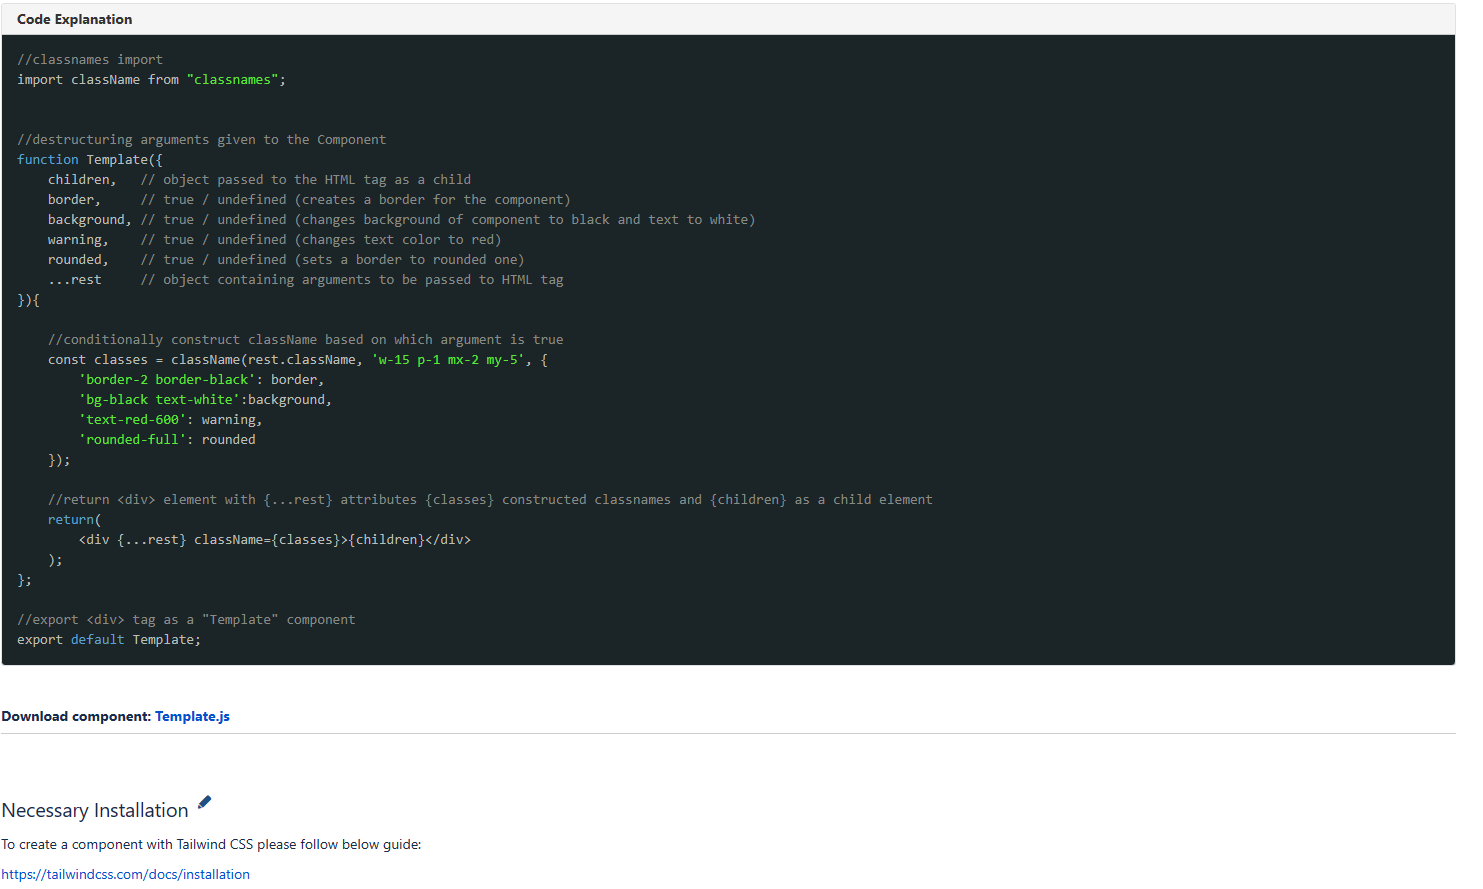 Code Explanation
//classnames import
import className from "classnames";
//destructuring arguments given to the Component
function Template({
    children,   // object passed to the HTML tag as a child
    border,     // true / undefined (creates a border for the component)
    background, // true / undefined (changes background of component to black and text to white)
    warning,    // true / undefined (changes text color to red)
    rounded,    // true / undefined (sets a border to rounded one)
    ...rest     // object containing arguments to be passed to HTML tag
}){
    //conditionally construct className based on which argument is true
    const classes = className(rest.className, 'w-15 p-1 mx-2 my-5', {
        'border-2 border-black': border,
        'bg-black text-white':background,
        'text-red-600': warning,
        'rounded-full': rounded
    });
    //return <div> element with {...rest} attributes {classes} constructed classnames and {children} as a child element
    return(
        <div {...rest} className={classes}>{children}</div>
    );
};
//export <div> tag as a "Template" component
export default Template;
Download component: Template.js
Necessary Installation
To create a component with Tailwind CSS please follow below guide:
https://tailwindcss.com/docs/installation